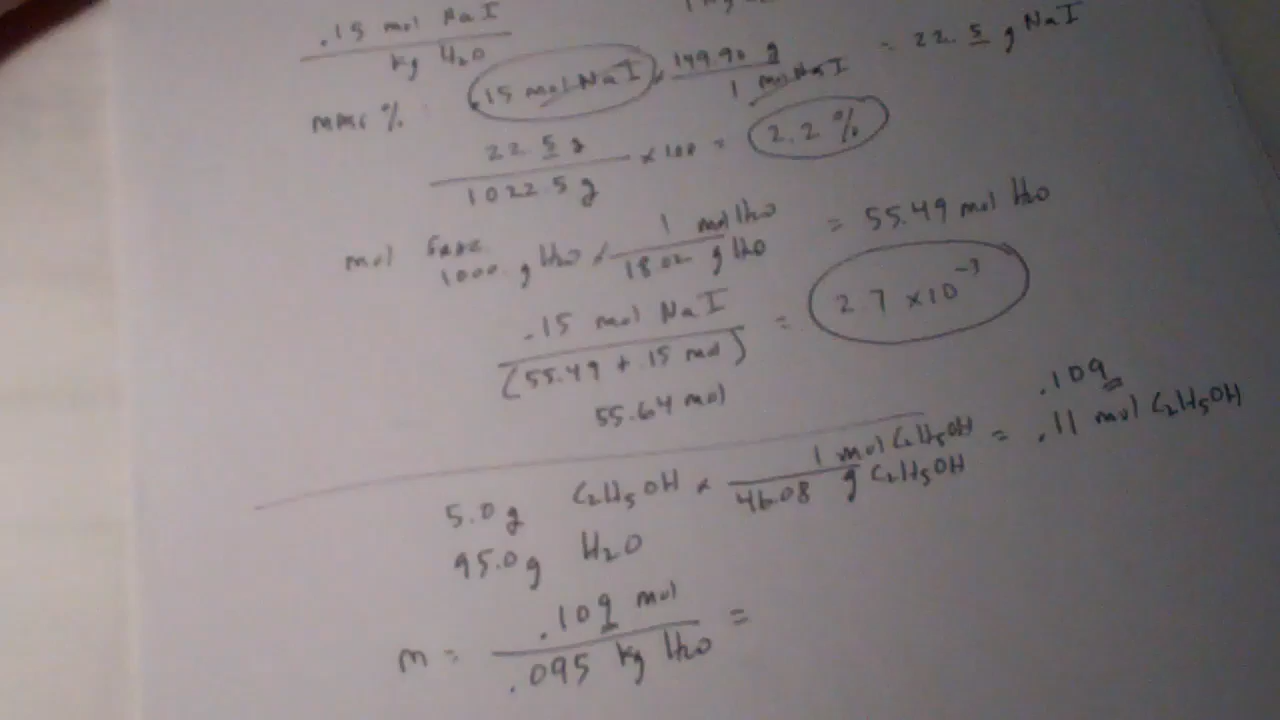 .15 mol NaI
kg H2O
mass % .15 mol NaI × 149.90 g = 22.5 g NaI
1 mol NaI
22.5 g × 100 = 2.2 %
1022.5 g
mol frac
1000. g H2O × 1 mol H2O = 55.49 mol H2O
18.02 g H2O
.15 mol NaI = 2.7 ×10⁻³
(55.49 + .15 mol)
55.64 mol
.109
5.0 g C2H5OH × 1 mol C2H5OH = .11 mol C2H5OH
46.08 g C2H5OH
95.0 g H2O
m = .109 mol =
.095 kg H2O